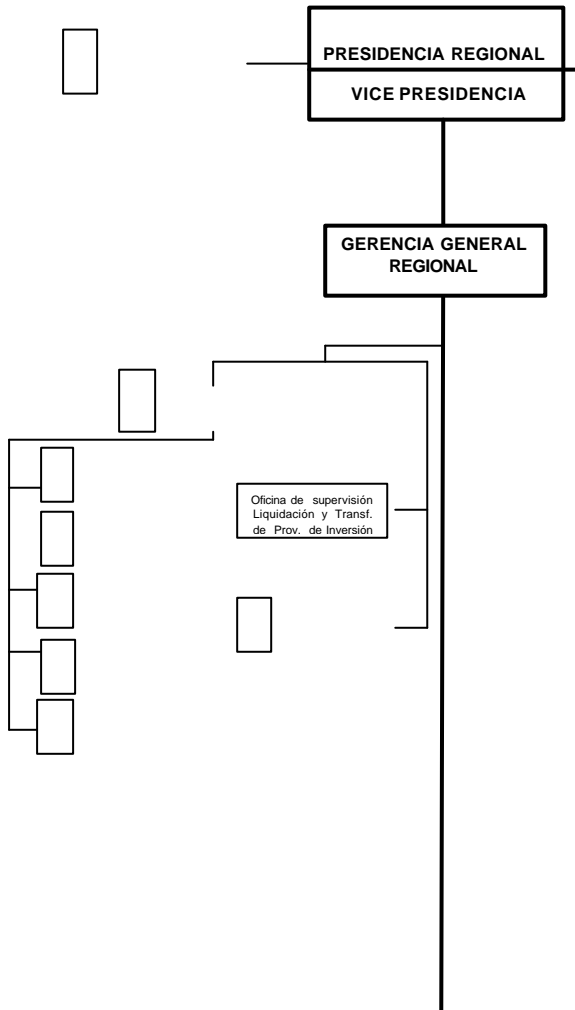 PRESIDENCIA REGIONAL
VICE PRESIDENCIA
GERENCIA GENERAL
REGIONAL
Oficina de supervisión
Liquidación y Transf.
de Prov. de Inversión